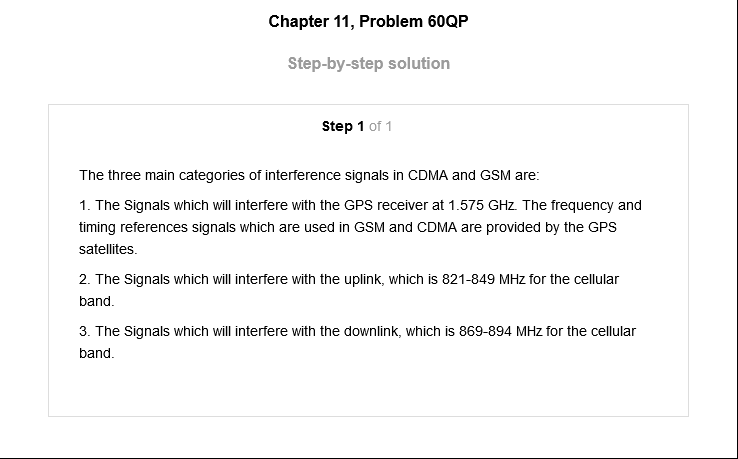 Chapter 11, Problem 60QP
Step-by-step solution
Step 1 of 1
The three main categories of interference signals in CDMA and GSM are:
1. The Signals which will interfere with the GPS receiver at 1.575 GHz. The frequency and
timing references signals which are used in GSM and CDMA are provided by the GPS
satellites.
2. The Signals which will interfere with the uplink, which is 821-849 MHz for the cellular
band.
3. The Signals which will interfere with the downlink, which is 869-894 MHz for the cellular
band.